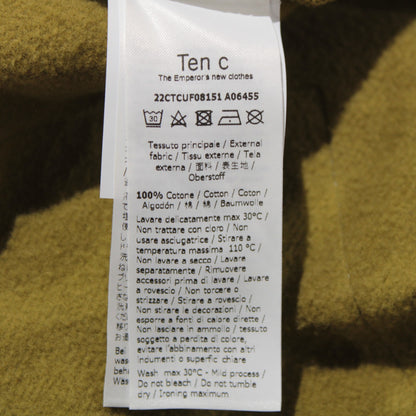 Ten c
The Emperor's new clothes
22CTCUF08151 A06455
30
Tessuto principale / External
fabric / Tissu externe / Tela
externa / 面料 / 表生地 /
Oberstoff
100% Cotone / Cotton / Coton /
Algodón / 棉 / 綿 / Baumwolle
Lavare delicatamente max 30°C /
Non trattare con cloro / Non
usare asciugatrice / Stirare a
temperatura massima 110 °C /
Non lavare a secco / Lavare
separatamente / Rimuovere
accessori prima di lavare /
Lavare a rovescio / Non torcere o
strizzare / Stirare a rovescio /
Non stirare le decorazioni / Non
esporre a fonti di calore dirette /
Non lasciare in ammollo / tessuto
soggetto a perdita di colore,
evitare l'abbinamento con altri
indumenti o superfici chiare
Wash max 30°C - Mild process /
Do not bleach / Do not tumble
dry / Ironing maximum